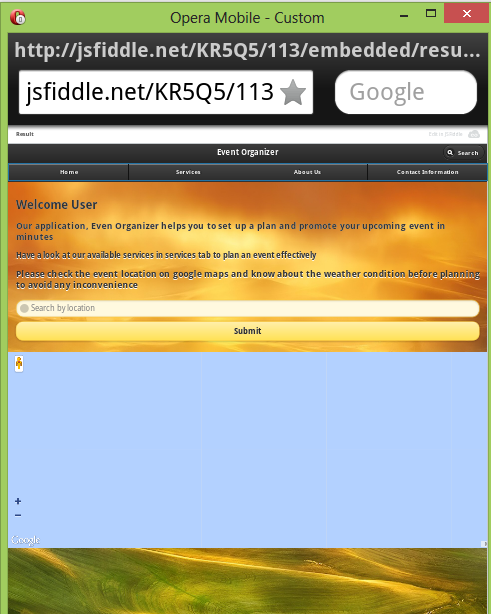 Opera Mobile - Custom
http://jsfiddle.net/KR5Q5/113/embedded/resu...
jsfiddle.net/KR5Q5/113
Google
Result
Edit in JSFiddle
Event Organizer
Search
Home Services About Us Contact Information
Welcome User
Our application, Even Organizer helps you to set up a plan and promote your upcoming event in
minutes
Have a look at our available services in services tab to plan an event effectively
Please check the event location on google maps and know about the weather condition before planning
to avoid any inconvenience
Search by location
Submit
+
−
Google